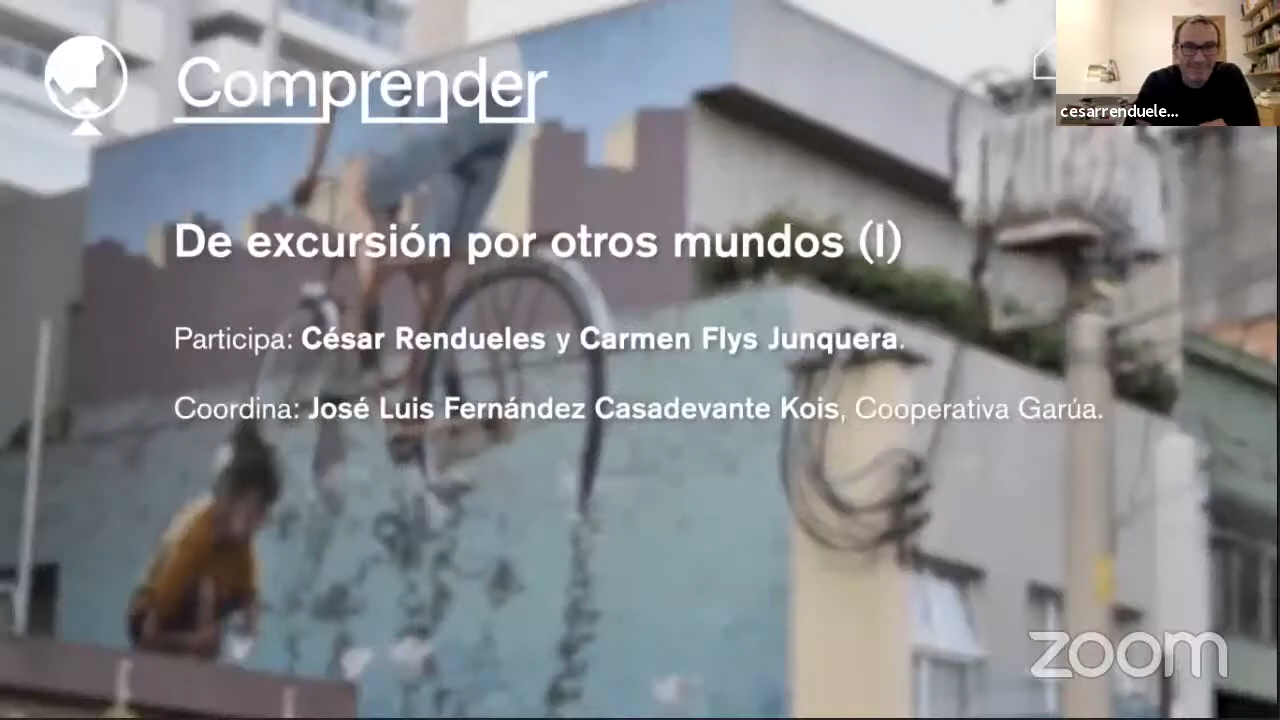 Comprender
cesarrenduele...
De excursión por otros mundos (I)
Participa: César Rendueles y Carmen Flys Junquera.
Coordina: José Luis Fernández Casadevante Kois, Cooperativa Garúa.
zoom